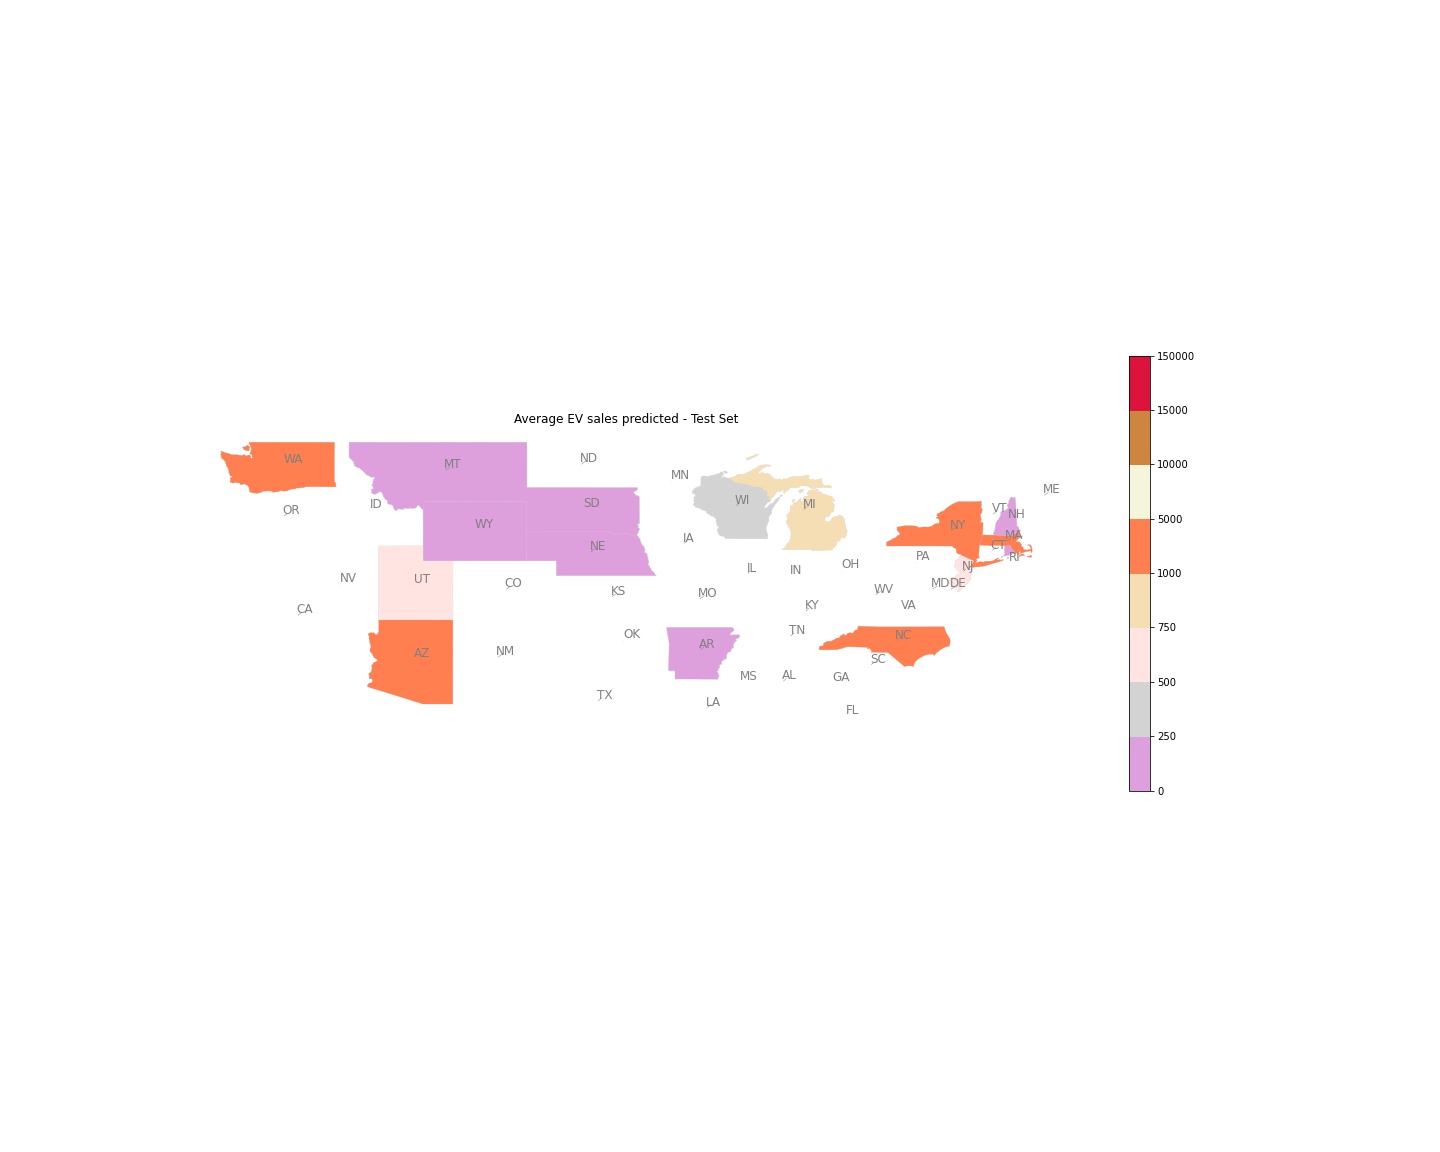 Average EV sales predicted - Test Set
WA
MT
ND
MN
WI
MI
ME
OR
ID
SD
VT
NH
WY
NY
MA
IA
NE
CT
RI
PA
NV
UT
CO
KS
MO
IL
IN
OH
NJ
MD
DE
WV
VA
KY
CA
AZ
NM
OK
AR
TN
NC
SC
TX
LA
MS
AL
GA
FL
150000
15000
10000
5000
1000
750
500
250
0